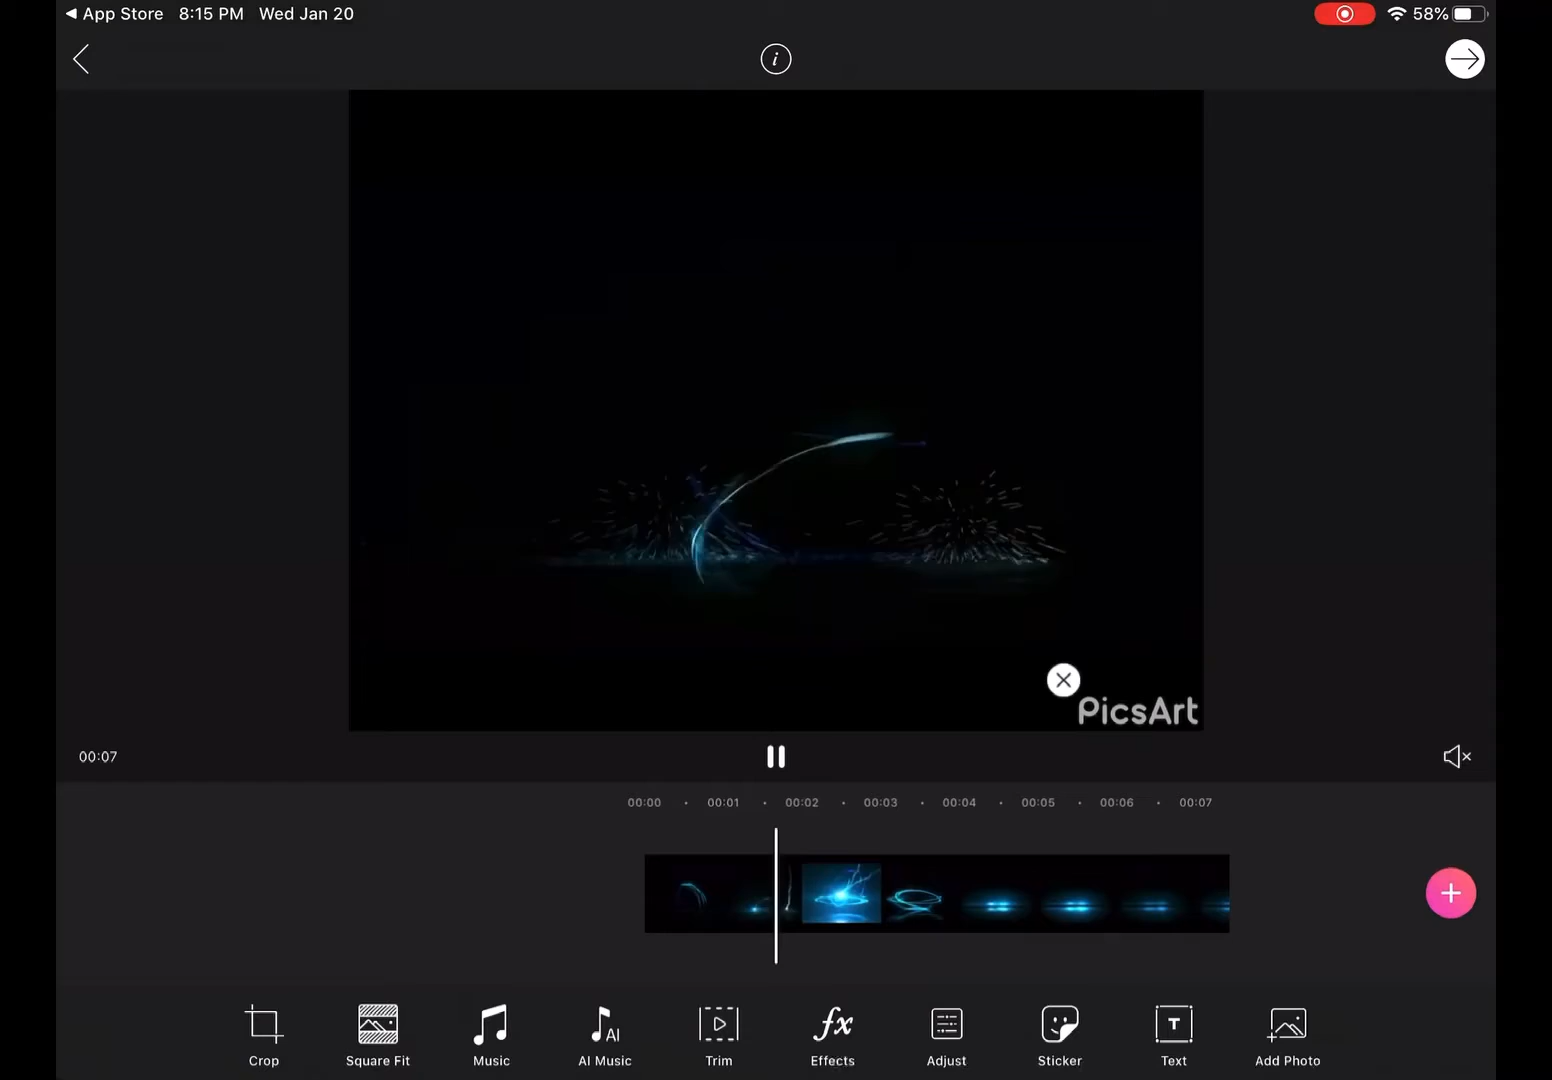 ◀ App Store 8:15 PM Wed Jan 20 58%
i
PicsArt
00:07
00:00 00:01 00:02 00:03 00:04 00:05 00:06 00:07
AI
T
Crop Square Fit Music AI Music Trim Effects Adjust Sticker Text Add Photo
fx